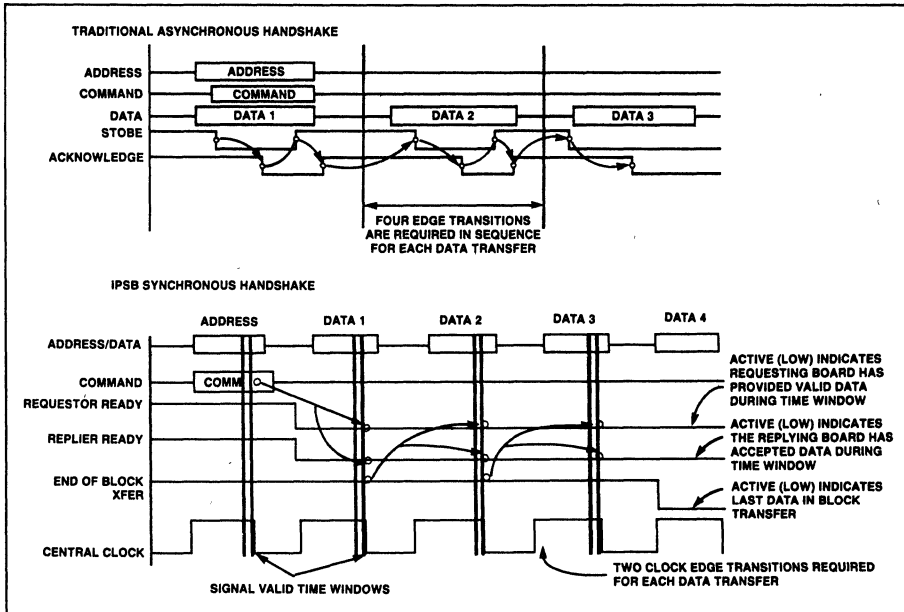 TRADITIONAL ASYNCHRONOUS HANDSHAKE
ADDRESS
ADDRESS
COMMAND
COMMAND
DATA
DATA 1
DATA 2
DATA 3
STOBE
ACKNOWLEDGE
FOUR EDGE TRANSITIONS
ARE REQUIRED IN SEQUENCE
FOR EACH DATA TRANSFER
IPSB SYNCHRONOUS HANDSHAKE
ADDRESS
DATA 1
DATA 2
DATA 3
DATA 4
ADDRESS/DATA
COMMAND
COMM
REQUESTOR READY
REPLIER READY
END OF BLOCK
XFER
CENTRAL CLOCK
ACTIVE (LOW) INDICATES
REQUESTING BOARD HAS
PROVIDED VALID DATA
DURING TIME WINDOW
ACTIVE (LOW) INDICATES
THE REPLYING BOARD HAS
ACCEPTED DATA DURING
TIME WINDOW
ACTIVE (LOW) INDICATES
LAST DATA IN BLOCK
TRANSFER
SIGNAL VALID TIME WINDOWS
TWO CLOCK EDGE TRANSITIONS REQUIRED
FOR EACH DATA TRANSFER